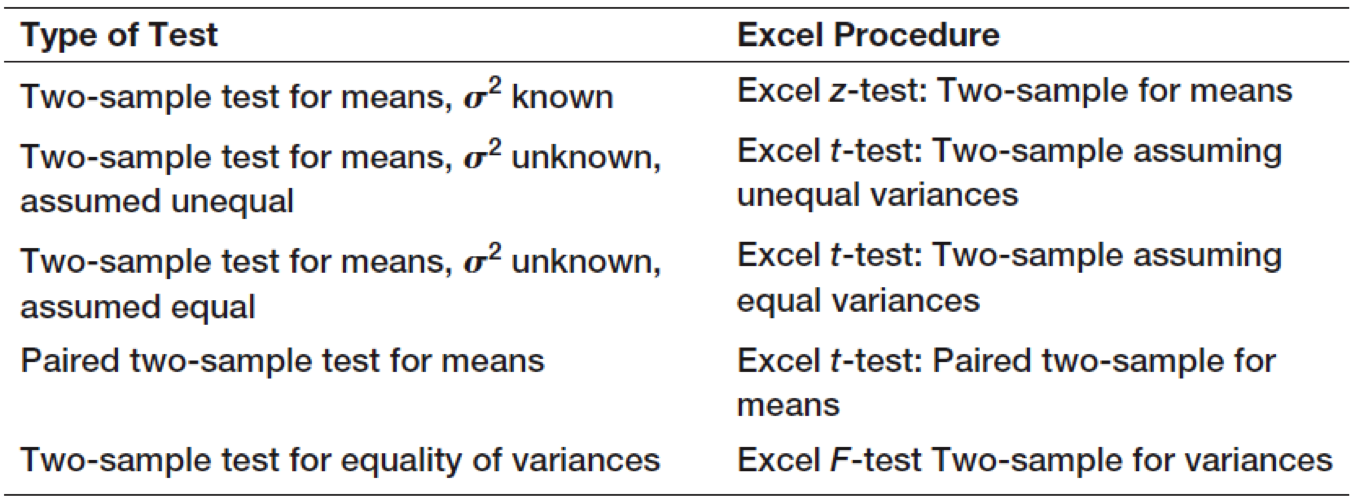 Type of Test Excel Procedure
Two-sample test for means, σ² known Excel z-test: Two-sample for means
Two-sample test for means, σ² unknown, Excel t-test: Two-sample assuming
assumed unequal unequal variances
Two-sample test for means, σ² unknown, Excel t-test: Two-sample assuming
assumed equal equal variances
Paired two-sample test for means Excel t-test: Paired two-sample for
means
Two-sample test for equality of variances Excel F-test Two-sample for variances